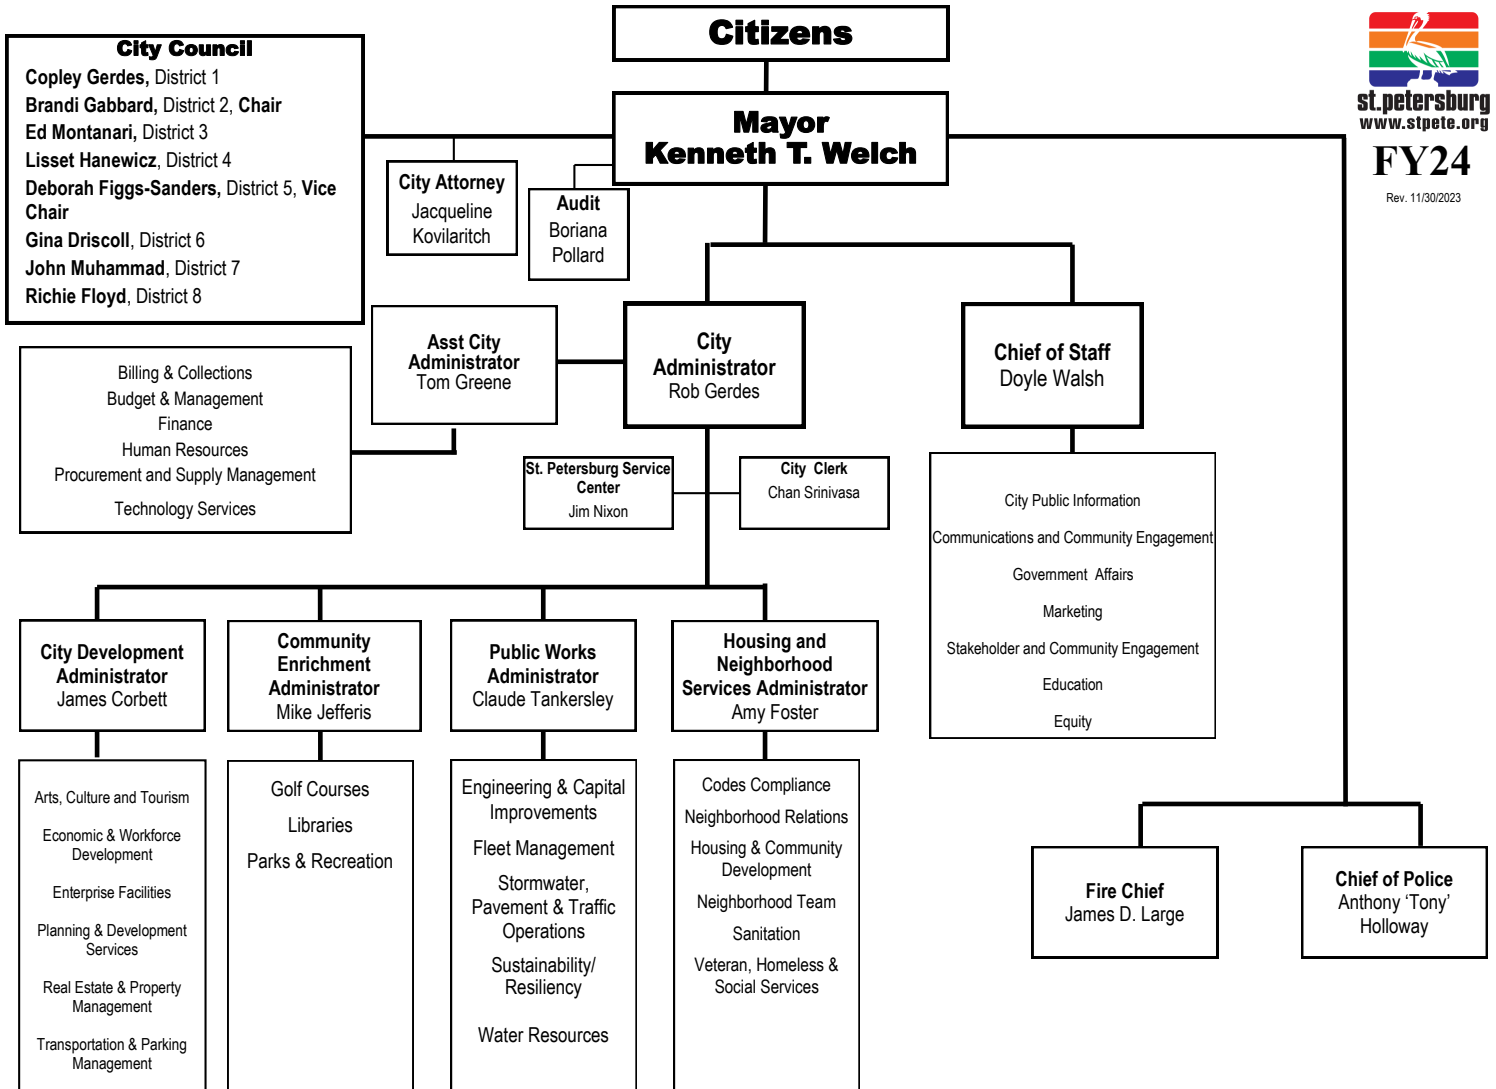 Citizens
City Council
Copley Gerdes, District 1
Brandi Gabbard, District 2, Chair
Ed Montanari, District 3
Lisset Hanewicz, District 4
Deborah Figgs-Sanders, District 5, Vice
Chair
Gina Driscoll, District 6
John Muhammad, District 7
Richie Floyd, District 8
Mayor
Kenneth T. Welch
st.petersburg
www.stpete.org
FY24
Rev. 11/30/2023
City Attorney
Jacqueline
Kovilaritch
Audit
Boriana
Pollard
Asst City
Administrator
Tom Greene
City
Administrator
Rob Gerdes
Chief of Staff
Doyle Walsh
Billing & Collections
Budget & Management
Finance
Human Resources
Procurement and Supply Management
Technology Services
St. Petersburg Service
Center
Jim Nixon
City Clerk
Chan Srinivasa
City Public Information
Communications and Community Engagement
Government Affairs
Marketing
Stakeholder and Community Engagement
Education
Equity
City Development
Administrator
James Corbett
Community
Enrichment
Administrator
Mike Jefferis
Public Works
Administrator
Claude Tankersley
Housing and
Neighborhood
Services Administrator
Amy Foster
Arts, Culture and Tourism
Economic & Workforce
Development
Enterprise Facilities
Planning & Development
Services
Real Estate & Property
Management
Transportation & Parking
Management
Golf Courses
Libraries
Parks & Recreation
Engineering & Capital
Improvements
Fleet Management
Stormwater,
Pavement & Traffic
Operations
Sustainability/
Resiliency
Water Resources
Codes Compliance
Neighborhood Relations
Housing & Community
Development
Neighborhood Team
Sanitation
Veteran, Homeless &
Social Services
Fire Chief
James D. Large
Chief of Police
Anthony ‘Tony’
Holloway